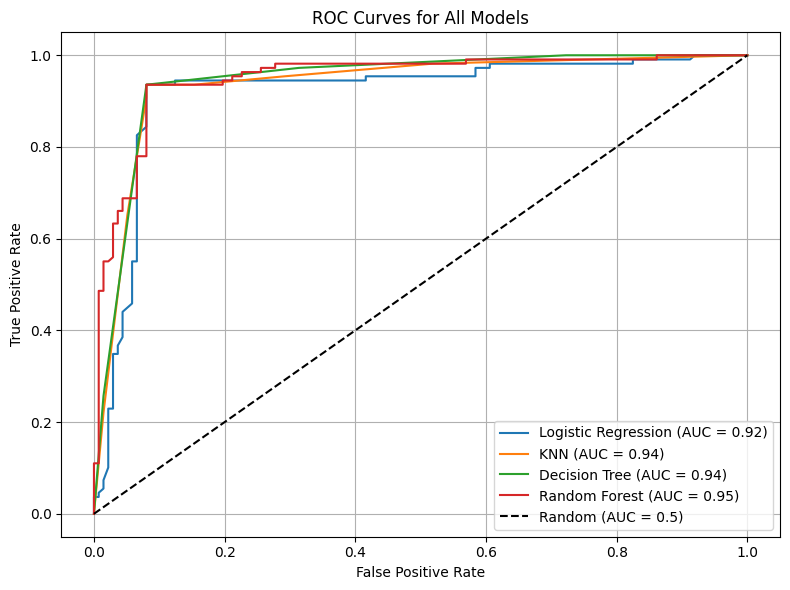 ROC Curves for All Models
True Positive Rate
1.0
0.8
0.6
0.4
0.2
0.0
Logistic Regression (AUC = 0.92)
KNN (AUC = 0.94)
Decision Tree (AUC = 0.94)
Random Forest (AUC = 0.95)
Random (AUC = 0.5)
0.0 0.2 0.4 0.6 0.8 1.0
False Positive Rate